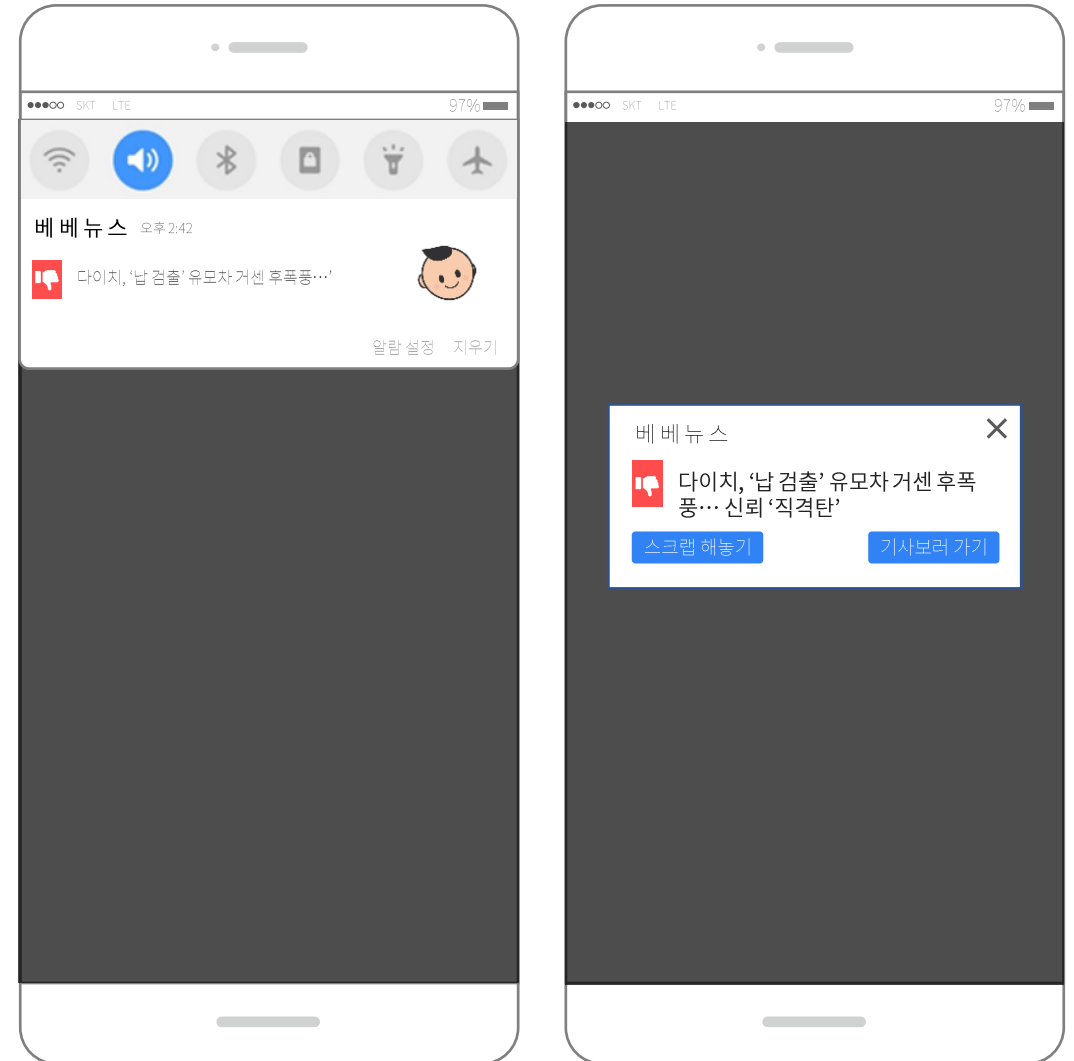 SKT LTE 97%
베베뉴스 오후 2:42
다이치, ‘납 검출’ 유모차 거센 후폭풍…’
알람 설정 지우기
SKT LTE 97%
베베뉴스
다이치, ‘납 검출’ 유모차 거센 후폭
풍… 신뢰 ‘직격탄’
스크랩 해놓기 기사보러 가기